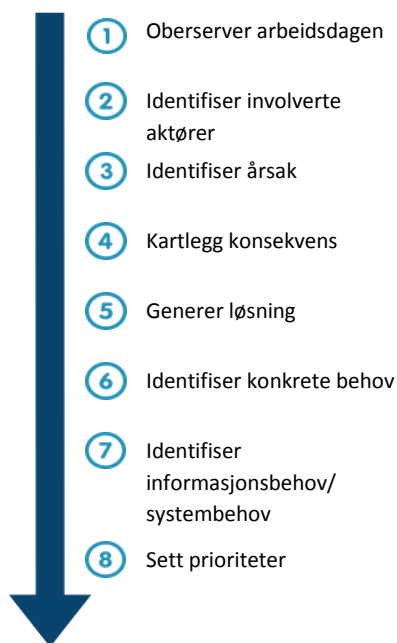 1 Oberserver arbeidsdagen
2 Identifiser involverte
aktører
3 Identifiser årsak
4 Kartlegg konsekvens
5 Generer løsning
6 Identifiser konkrete behov
7 Identifiser
informasjonsbehov/
systembehov
8 Sett prioriteter